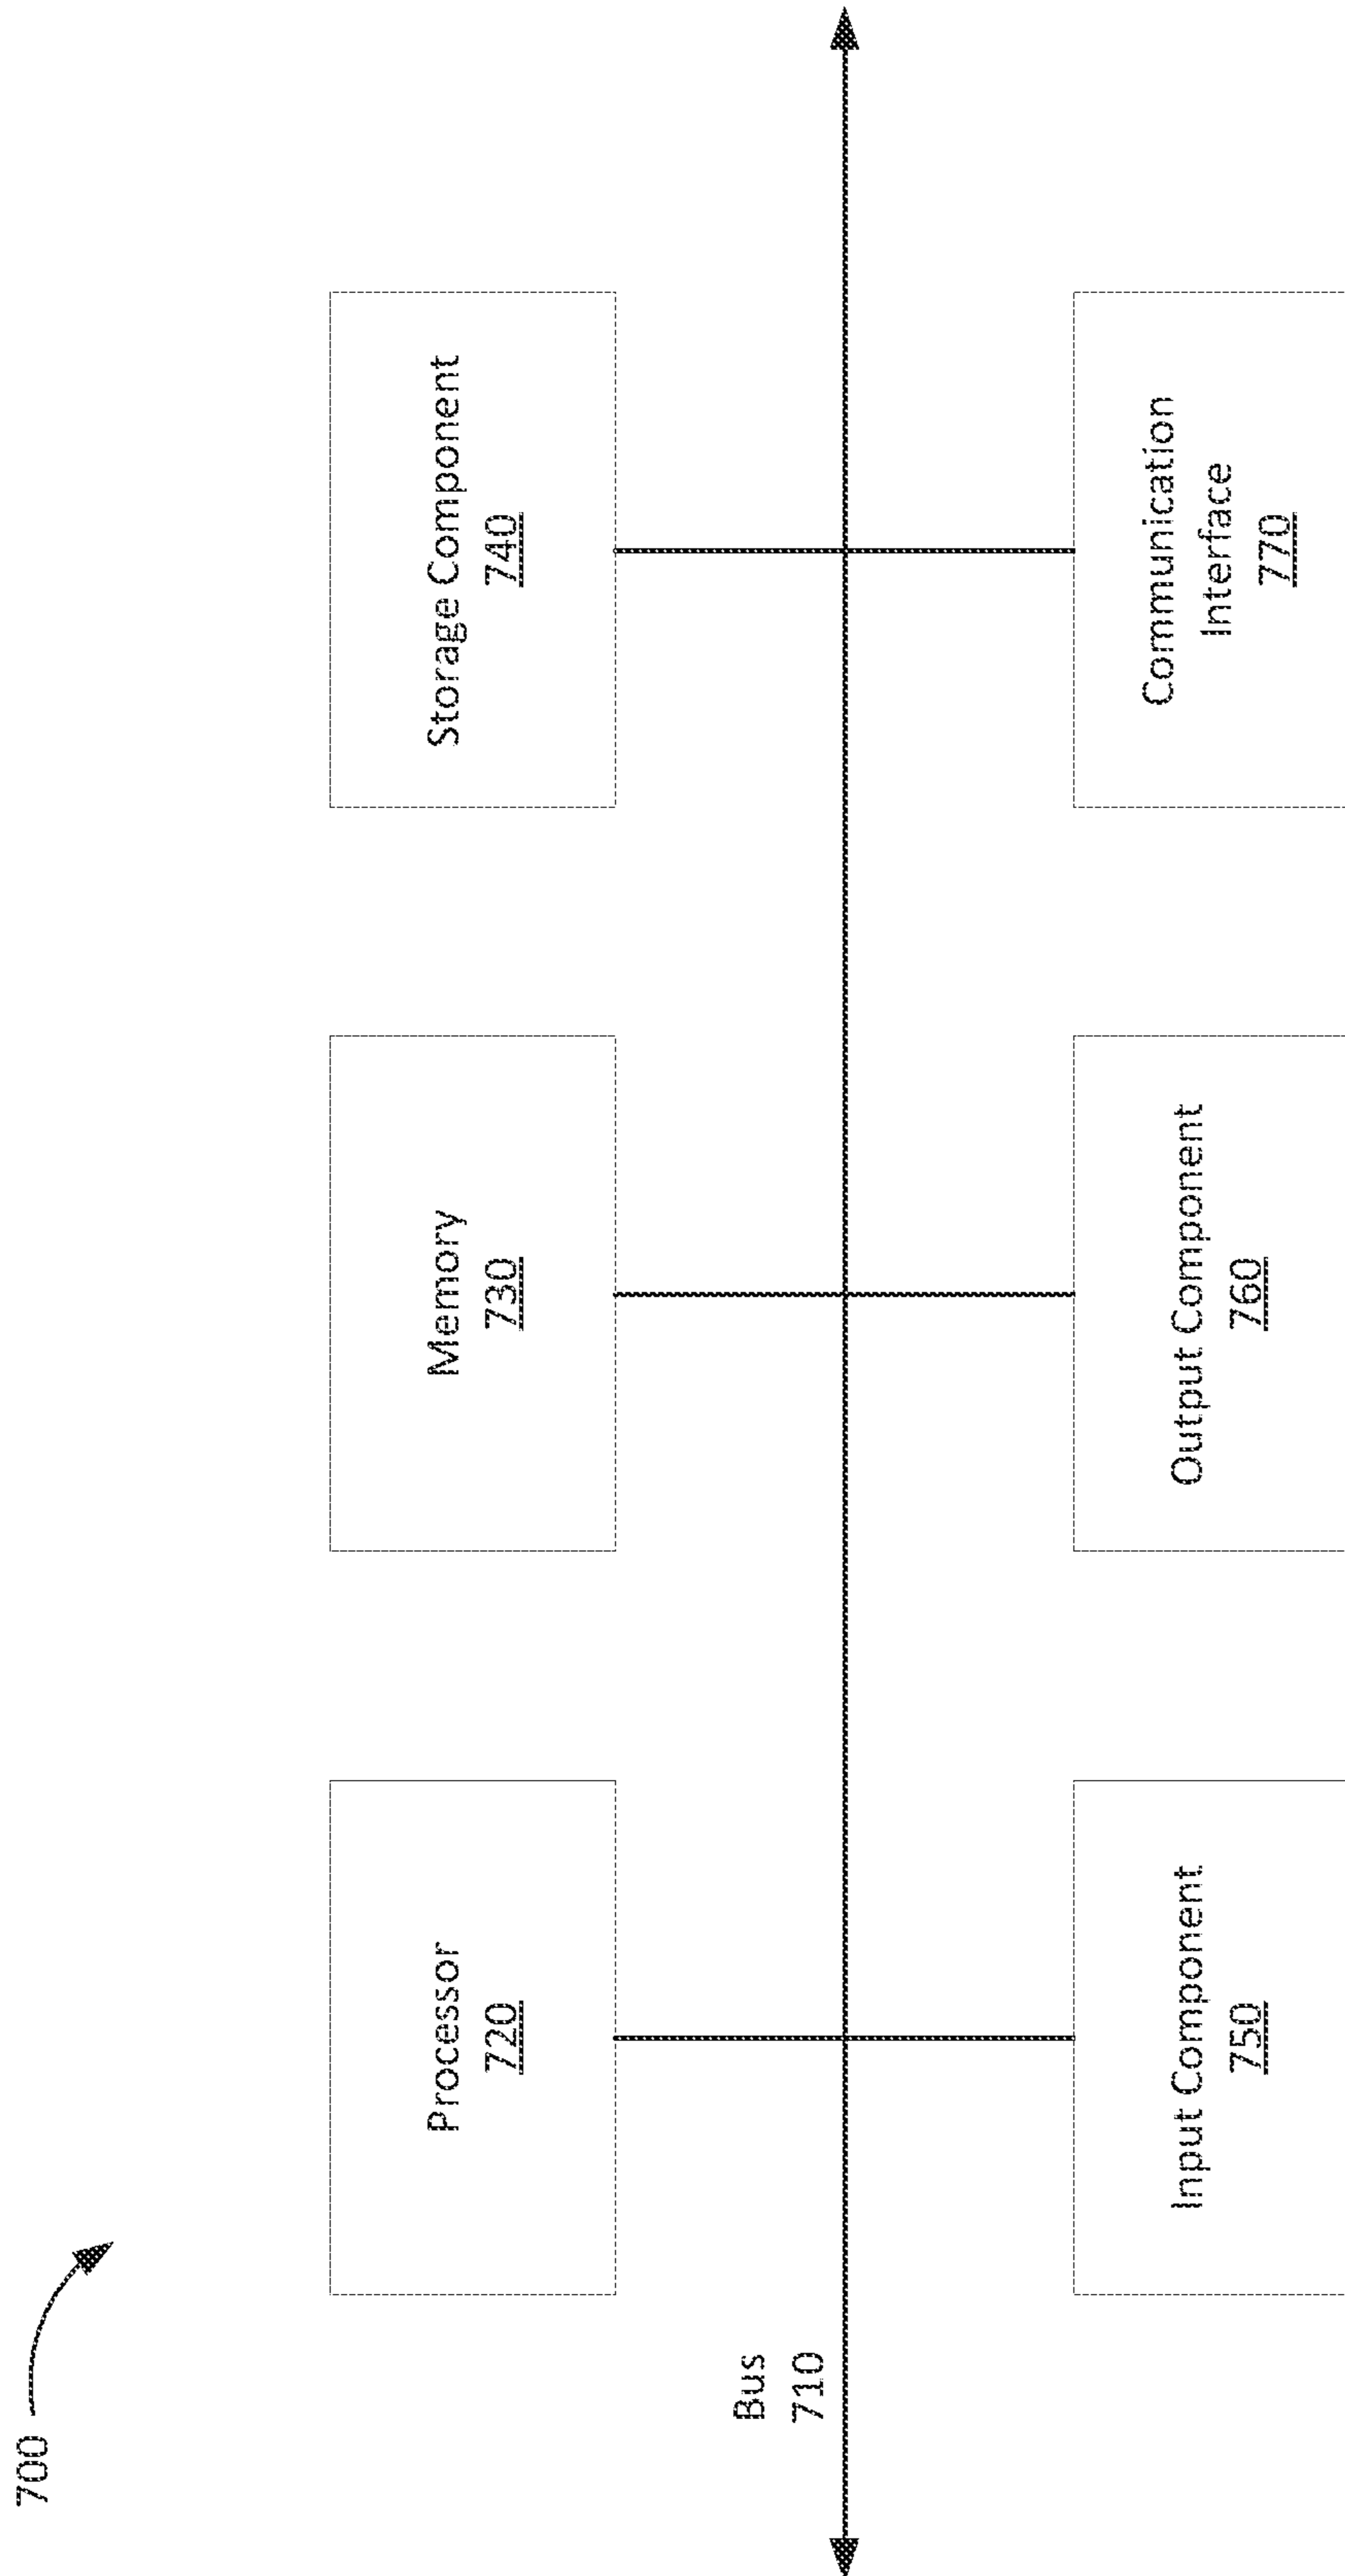 700
Processor
720
Memory
730
Storage Component
740
Bus
710
Input Component
750
Output Component
760
Communication
Interface
770